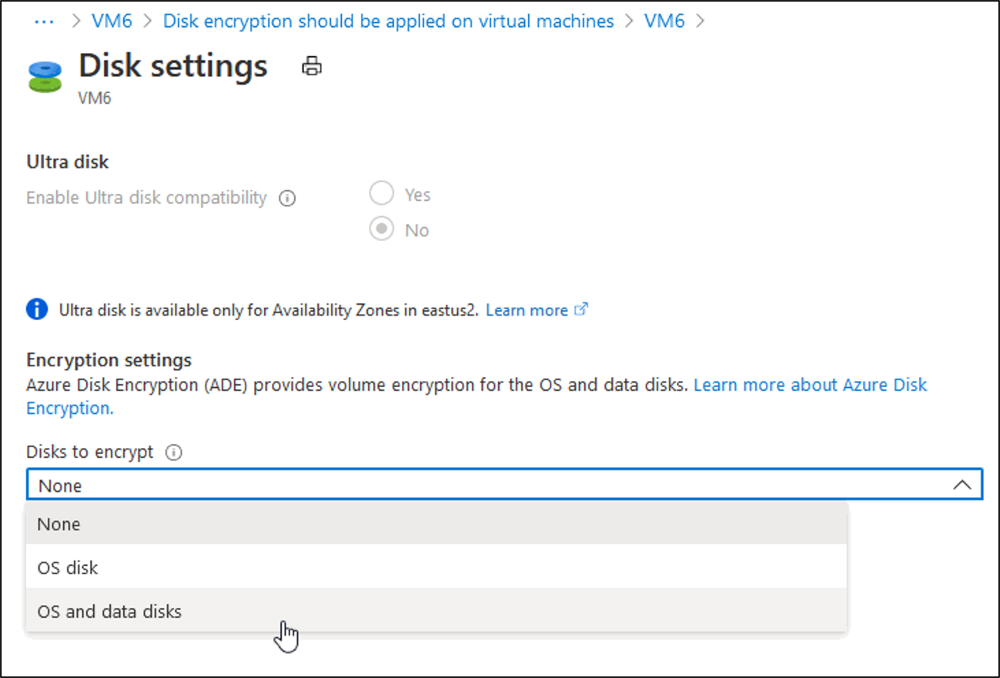 ... > VM6 > Disk encryption should be applied on virtual machines > VM6 >
Disk settings
VM6
Ultra disk
Enable Ultra disk compatibility
Yes
No
Ultra disk is available only for Availability Zones in eastus2. Learn more
Encryption settings
Azure Disk Encryption (ADE) provides volume encryption for the OS and data disks. Learn more about Azure Disk
Encryption.
Disks to encrypt
None
None
OS disk
OS and data disks